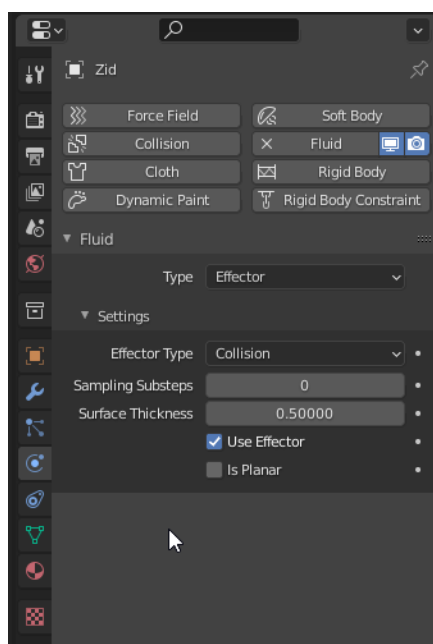 Zid
Force Field
Soft Body
Collision
Fluid
Cloth
Rigid Body
Dynamic Paint
Rigid Body Constraint
Fluid
Type
Effector
Settings
Effector Type
Collision
Sampling Substeps
0
Surface Thickness
0.50000
Use Effector
Is Planar